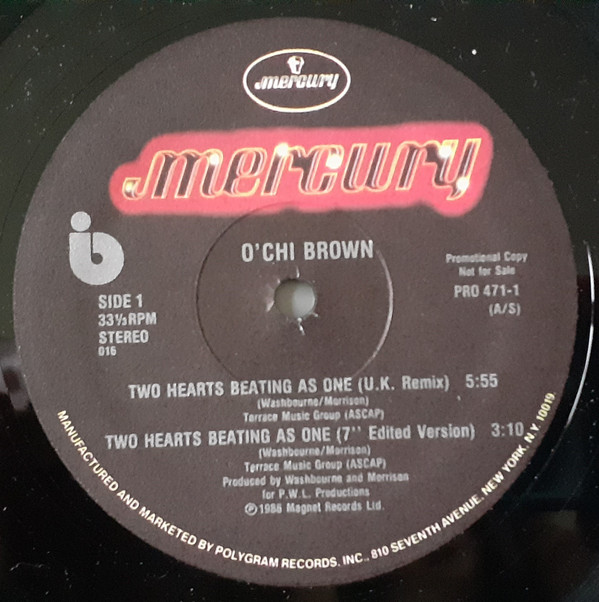 mercury
mercury
O'CHI BROWN
Promotional Copy
Not for Sale
PRO 471-1
(A/S)
SIDE 1
33⅓RPM
STEREO
016
TWO HEARTS BEATING AS ONE (U.K. Remix) 5:55
(Washbourne/Morrison)
Terrace Music Group (ASCAP)
TWO HEARTS BEATING AS ONE (7'' Edited Version) 3:10
(Washbourne/Morrison)
Terrace Music Group (ASCAP)
Produced by Washbourne and Morrison
for P.W.L. Productions
℗1986 Magnet Records Ltd.
MANUFACTURED AND MARKETED BY POLYGRAM RECORDS, INC., 810 SEVENTH AVENUE, NEW YORK, N.Y. 10019.